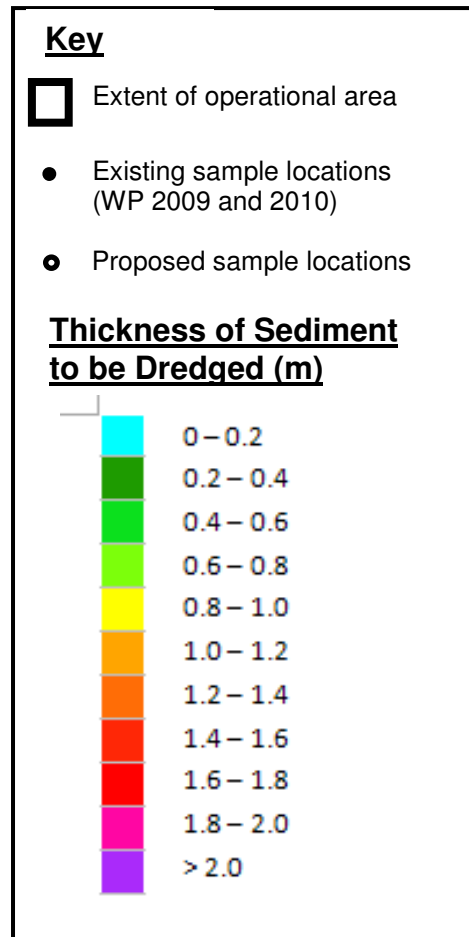 Key
Extent of operational area
Existing sample locations
(WP 2009 and 2010)
Proposed sample locations
Thickness of Sediment
to be Dredged (m)
0 – 0.2
0.2 – 0.4
0.4 – 0.6
0.6 – 0.8
0.8 – 1.0
1.0 – 1.2
1.2 – 1.4
1.4 – 1.6
1.6 – 1.8
1.8 – 2.0
> 2.0